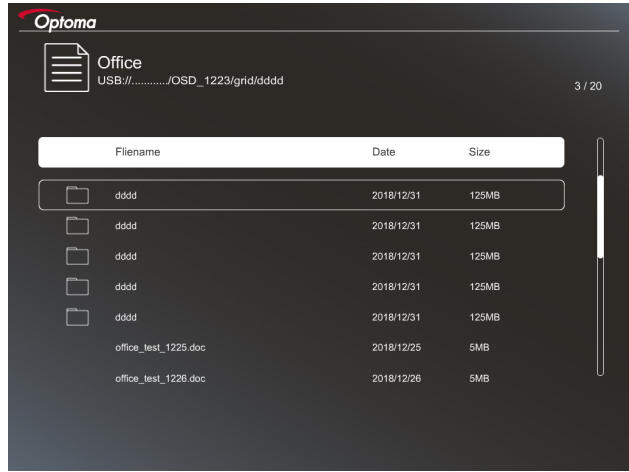 Optoma
Office
USB://.........../OSD_1223/grid/dddd
3 / 20
Fliename Date Size
dddd 2018/12/31 125MB
dddd 2018/12/31 125MB
dddd 2018/12/31 125MB
dddd 2018/12/31 125MB
dddd 2018/12/31 125MB
office_test_1225.doc 2018/12/25 5MB
office_test_1226.doc 2018/12/26 5MB